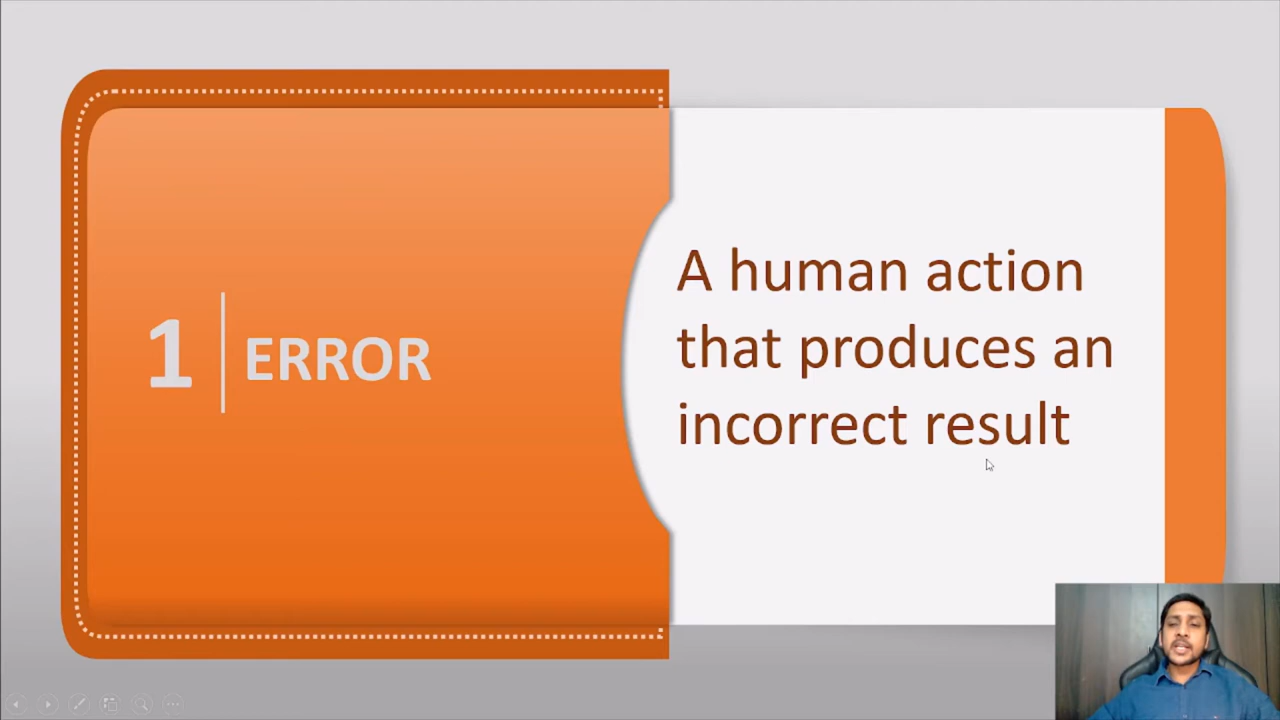 1 ERROR
A human action
that produces an
incorrect result